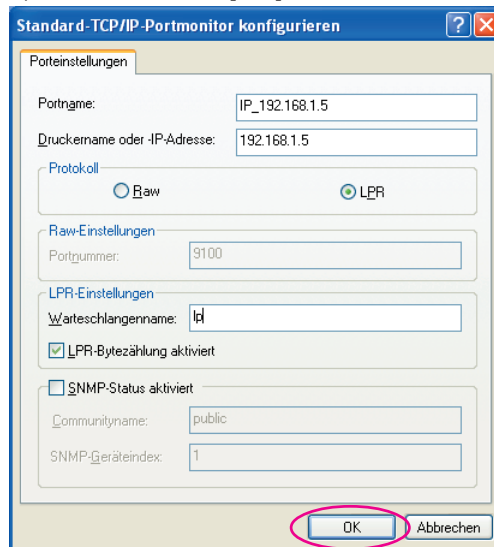 Standard-TCP/IP-Portmonitor konfigurieren
Porteinstellungen
Portname: IP_192.168.1.5
Druckername oder -IP-Adresse: 192.168.1.5
Protokoll
Raw LPR
Raw-Einstellungen
Portnummer: 9100
LPR-Einstellungen
Warteschlangenname: lp
LPR-Bytezählung aktiviert
SNMP-Status aktiviert
Communityname: public
SNMP-Geräteindex: 1
OK Abbrechen